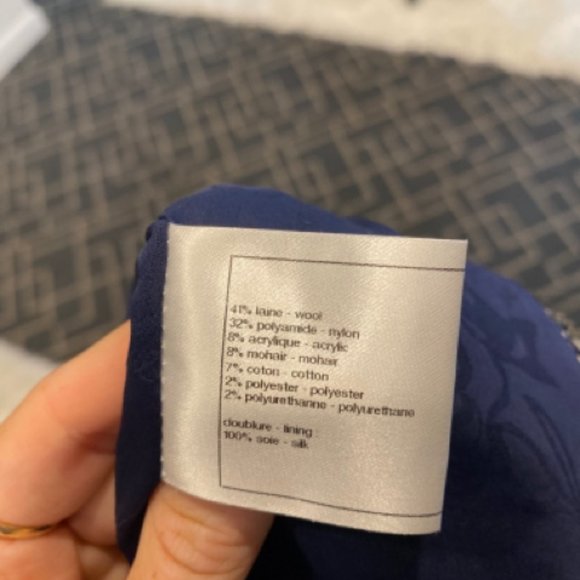 41% laine - wool
32% polyamide - nylon
8% acrylique - acrylic
8% mohair - mohair
7% coton - cotton
2% polyester - polyester
2% polyurethanne - polyurethane
doublure - lining
100% soie - silk